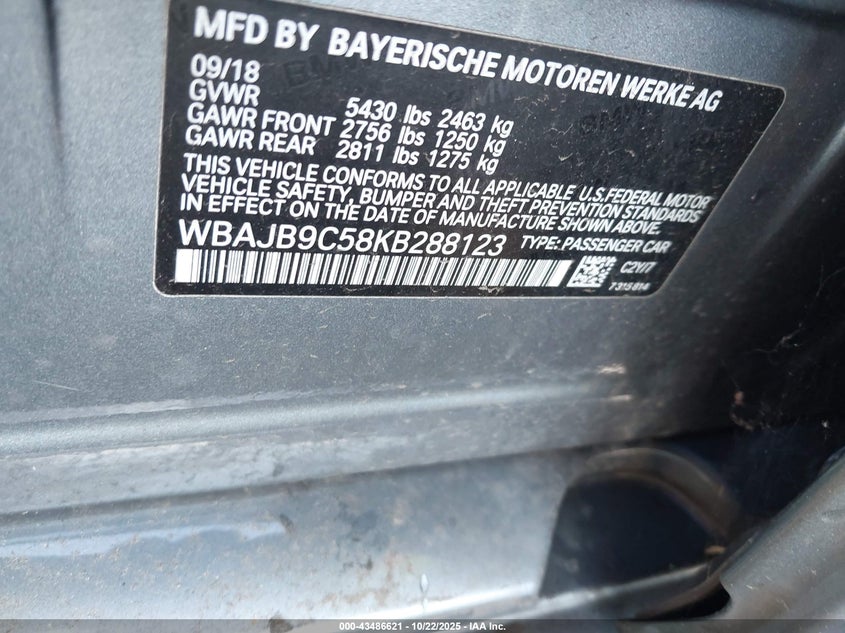 MFD BY BAYERISCHE MOTOREN WERKE AG
09/18
GVWR 5430 lbs 2463 kg
GAWR FRONT 2756 lbs 1250 kg
GAWR REAR 2811 lbs 1275 kg
THIS VEHICLE CONFORMS TO ALL APPLICABLE U.S.FEDERAL MOTOR
VEHICLE SAFETY, BUMPER AND THEFT PREVENTION STANDARDS
IN EFFECT ON THE DATE OF MANUFACTURE SHOWN ABOVE.
WBAJB9C58KB288123 TYPE: PASSENGER CAR
C2Y/7
7315814
000-43486621 - 10/22/2025 - IAA Inc.